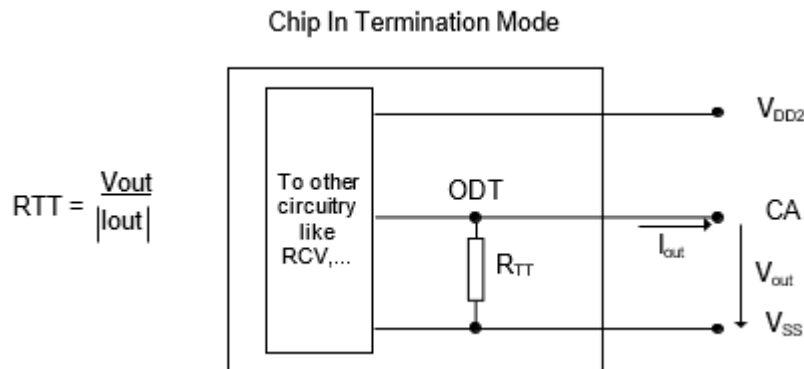 Chip In Termination Mode
RTT = Vout
|Iout|
To other
circuitry
like
RCV,...
ODT
RTT
VDD2
CA
Iout
Vout
VSS